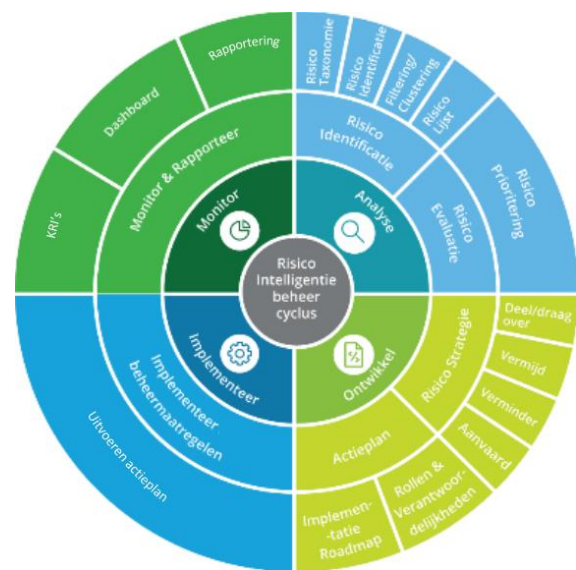 Risico
Intelligentie
beheer
cyclus
Analyse
Risico
Identificatie
Risico
Taxonomie
Risico
Identificatie
Filtering/
Clustering
Risico
Lijst
Risico
Evaluatie
Risico
Prioritering
Ontwikkel
Risico Strategie
Deel/draag
over
Vermijd
Verminder
Aanvaard
Actieplan
Rollen &
Verantwoor-
delijkheden
Implemen-
-tatie
Roadmap
Implementeer
Implementeer
beheermaatregelen
Uitvoeren actieplan
Monitor
Monitor & Rapporteer
KRI's
Dashboard
Rapportering